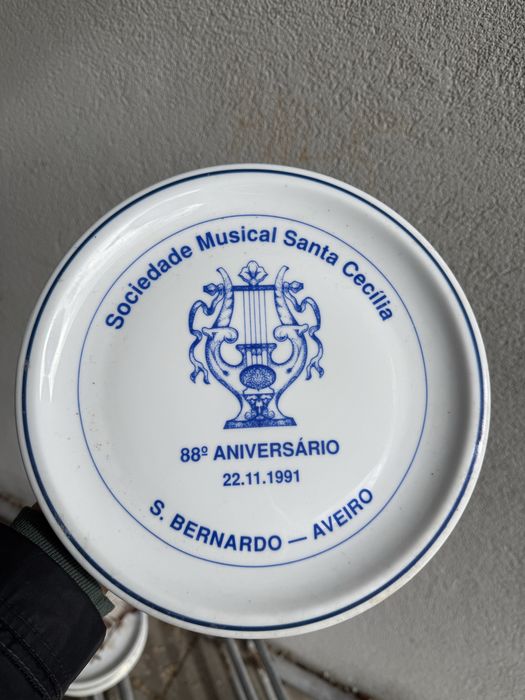 Sociedade Musical Santa Cecília
88º ANIVERSÁRIO
22.11.1991
S. BERNARDO — AVEIRO